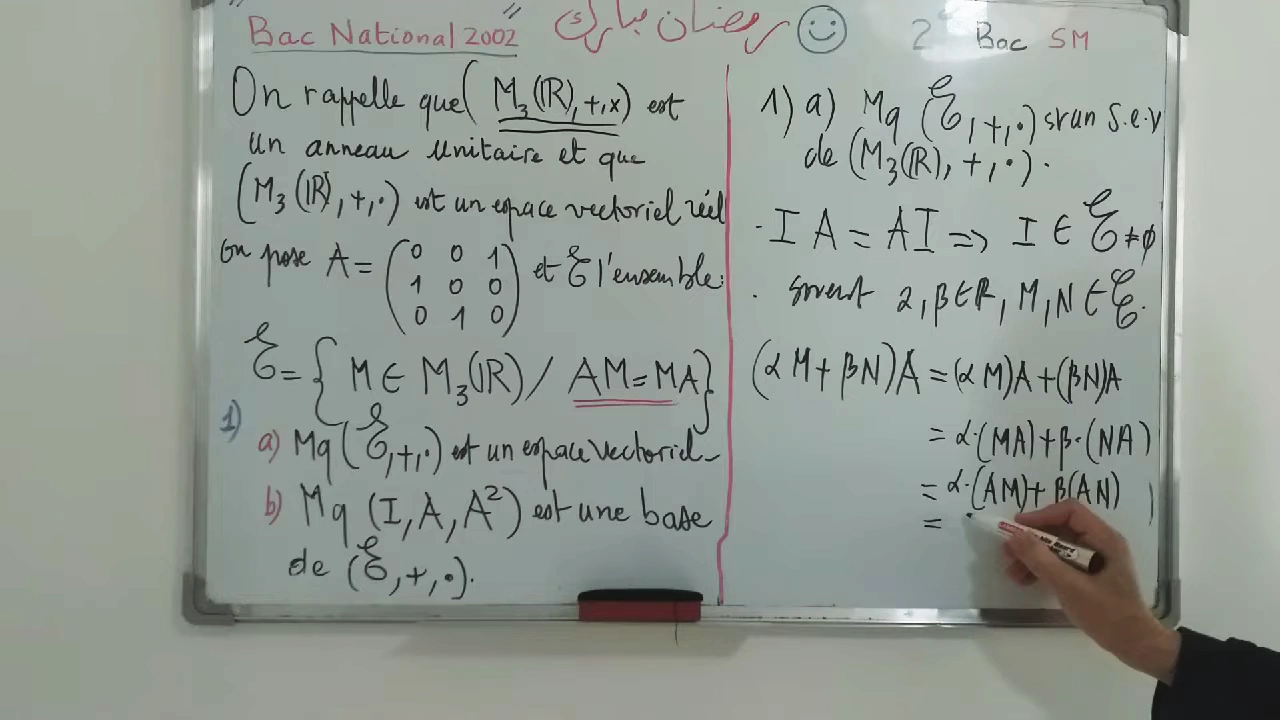 Bac National 2002
رمضان مبارك
2 Bac SM
On rappelle que (M₃(ℝ),+,x) est
un anneau unitaire et que
(M₃(ℝ),+,·) est un espace vectoriel réel
On pose A = (0 0 1
1 0 0
0 1 0) et ℰ l'ensemble:
ℰ = { M ∈ M₃(ℝ) / AM = MA }
1)
a) Mq (ℰ,+,·) est un espace vectoriel
b) Mq (I, A, A²) est une base
de (ℰ,+,·).
1) a) Mq (ℰ,+,·) s.e.v
de (M₃(ℝ),+,·).
· I A = A I => I ∈ ℰ ≠ ∅
· Soient α, β ∈ ℝ, M, N ∈ ℰ.
(αM + βN)A = (αM)A + (βN)A
= α·(MA) + β·(NA)
= α·(AM) + β(AN)
=